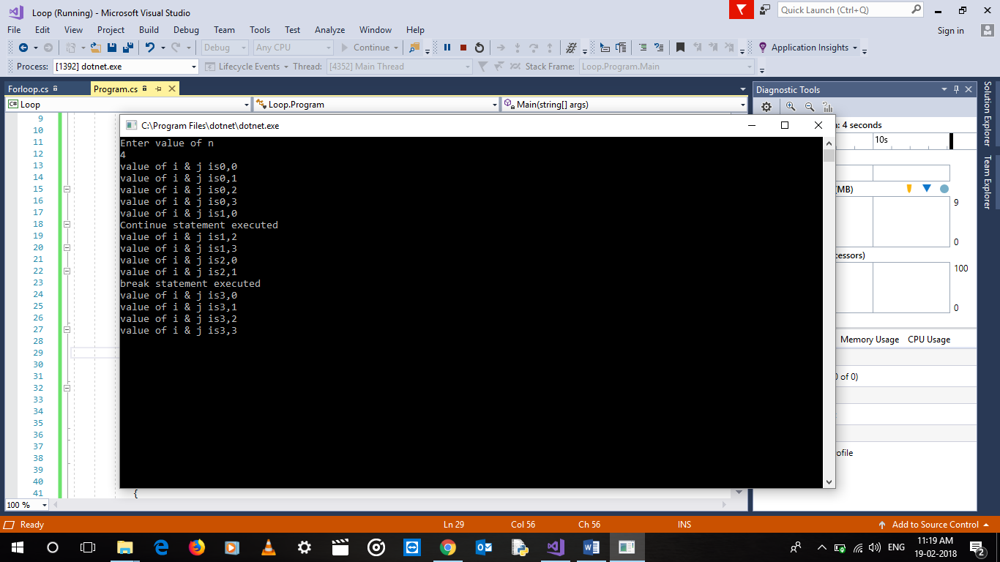 Loop (Running) - Microsoft Visual Studio
Quick Launch (Ctrl+Q)
File Edit View Project Build Debug Team Tools Test Analyze Window Help
Sign in
Debug Any CPU Continue Application Insights
Process: [1392] dotnet.exe Lifecycle Events Thread: [4352] Main Thread Stack Frame: Loop.Program.Main
Forloop.cs Program.cs
Diagnostic Tools
C# Loop Loop.Program Main(string[] args)
C:\Program Files\dotnet\dotnet.exe
4 seconds
10s
Enter value of n
4
value of i & j is0,0
value of i & j is0,1
value of i & j is0,2
value of i & j is0,3
value of i & j is1,0
Continue statement executed
value of i & j is1,2
value of i & j is1,3
value of i & j is2,0
value of i & j is2,1
break statement executed
value of i & j is3,0
value of i & j is3,1
value of i & j is3,2
value of i & j is3,3
9
10
11
12
13
14
15
16
17
18
19
20
21
22
23
24
25
26
27
28
29
30
31
32
33
34
35
36
37
38
39
40
41
{
(MB)
9
0
cessors)
100
0
Memory Usage CPU Usage
0 of 0)
ofile
Solution Explorer
Team Explorer
100 %
Ready Ln 29 Col 56 Ch 56 INS Add to Source Control
ENG
11:19 AM
19-02-2018
2